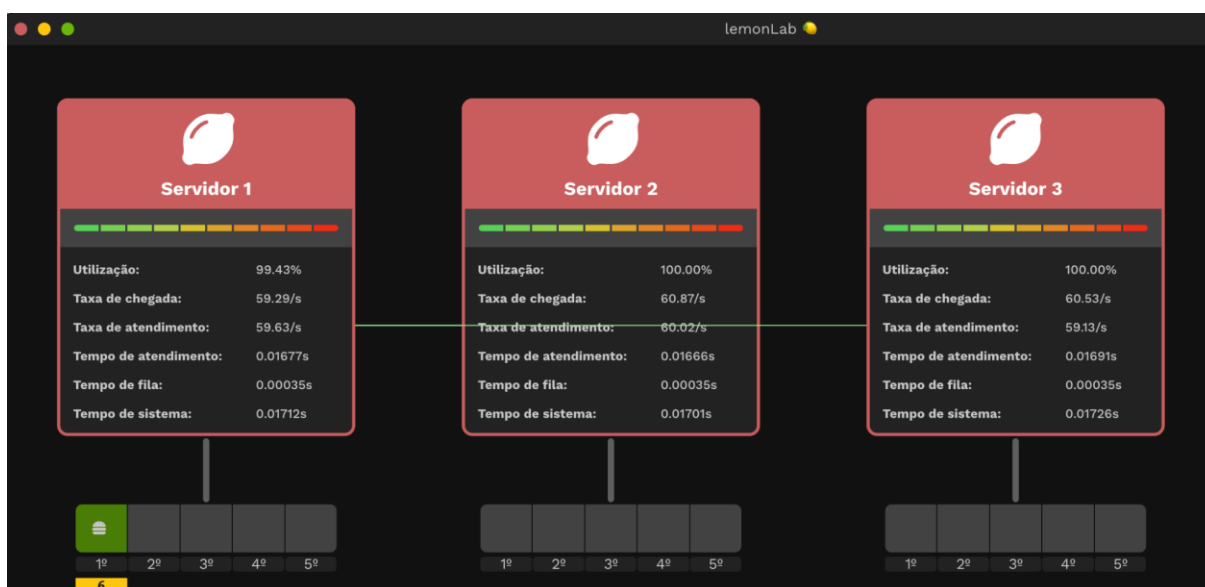 lemonLab 🍋
Servidor 1
Utilização: 99.43%
Taxa de chegada: 59.29/s
Taxa de atendimento: 59.63/s
Tempo de atendimento: 0.01677s
Tempo de fila: 0.00035s
Tempo de sistema: 0.01712s
1º 2º 3º 4º 5º
6
Servidor 2
Utilização: 100.00%
Taxa de chegada: 60.87/s
Taxa de atendimento: 60.02/s
Tempo de atendimento: 0.01666s
Tempo de fila: 0.00035s
Tempo de sistema: 0.01701s
1º 2º 3º 4º 5º
Servidor 3
Utilização: 100.00%
Taxa de chegada: 60.53/s
Taxa de atendimento: 59.13/s
Tempo de atendimento: 0.01691s
Tempo de fila: 0.00035s
Tempo de sistema: 0.01726s
1º 2º 3º 4º 5º